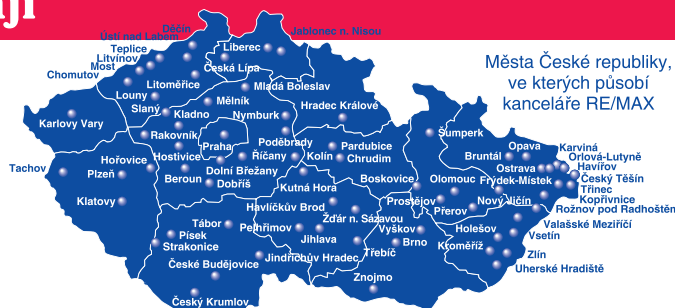 jí
Města České republiky,
ve kterých působí
kanceláře RE/MAX
Děčín
Ústí nad Labem
Jablonec n. Nisou
Teplice
Liberec
Litvínov
Most
Česká Lípa
Chomutov
Litoměřice
Mladá Boleslav
Louny
Mělník
Slaný
Kladno
Nymburk
Hradec Králové
Karlovy Vary
Rakovník
Praha
Poděbrady
Pardubice
Šumperk
Opava
Karviná
Hořovice
Hostivice
Říčany
Kolín
Chrudim
Bruntál
Orlová-Lutyně
Tachov
Plzeň
Beroun
Dolní Břežany
Boskovice
Olomouc
Ostrava
Havířov
Dobříš
Kutná Hora
Frýdek-Místek
Český Těšín
Třinec
Klatovy
Havlíčkův Brod
Prostějov
Nový Jičín
Kopřivnice
Přerov
Rožnov pod Radhoštěm
Tábor
Žďár n. Sázavou
Holešov
Valašské Meziříčí
Písek
Pelhřimov
Vyškov
Vsetín
Strakonice
Jihlava
Brno
Kroměříž
Jindřichův Hradec
Třebíč
Zlín
České Budějovice
Uherské Hradiště
Znojmo
Český Krumlov